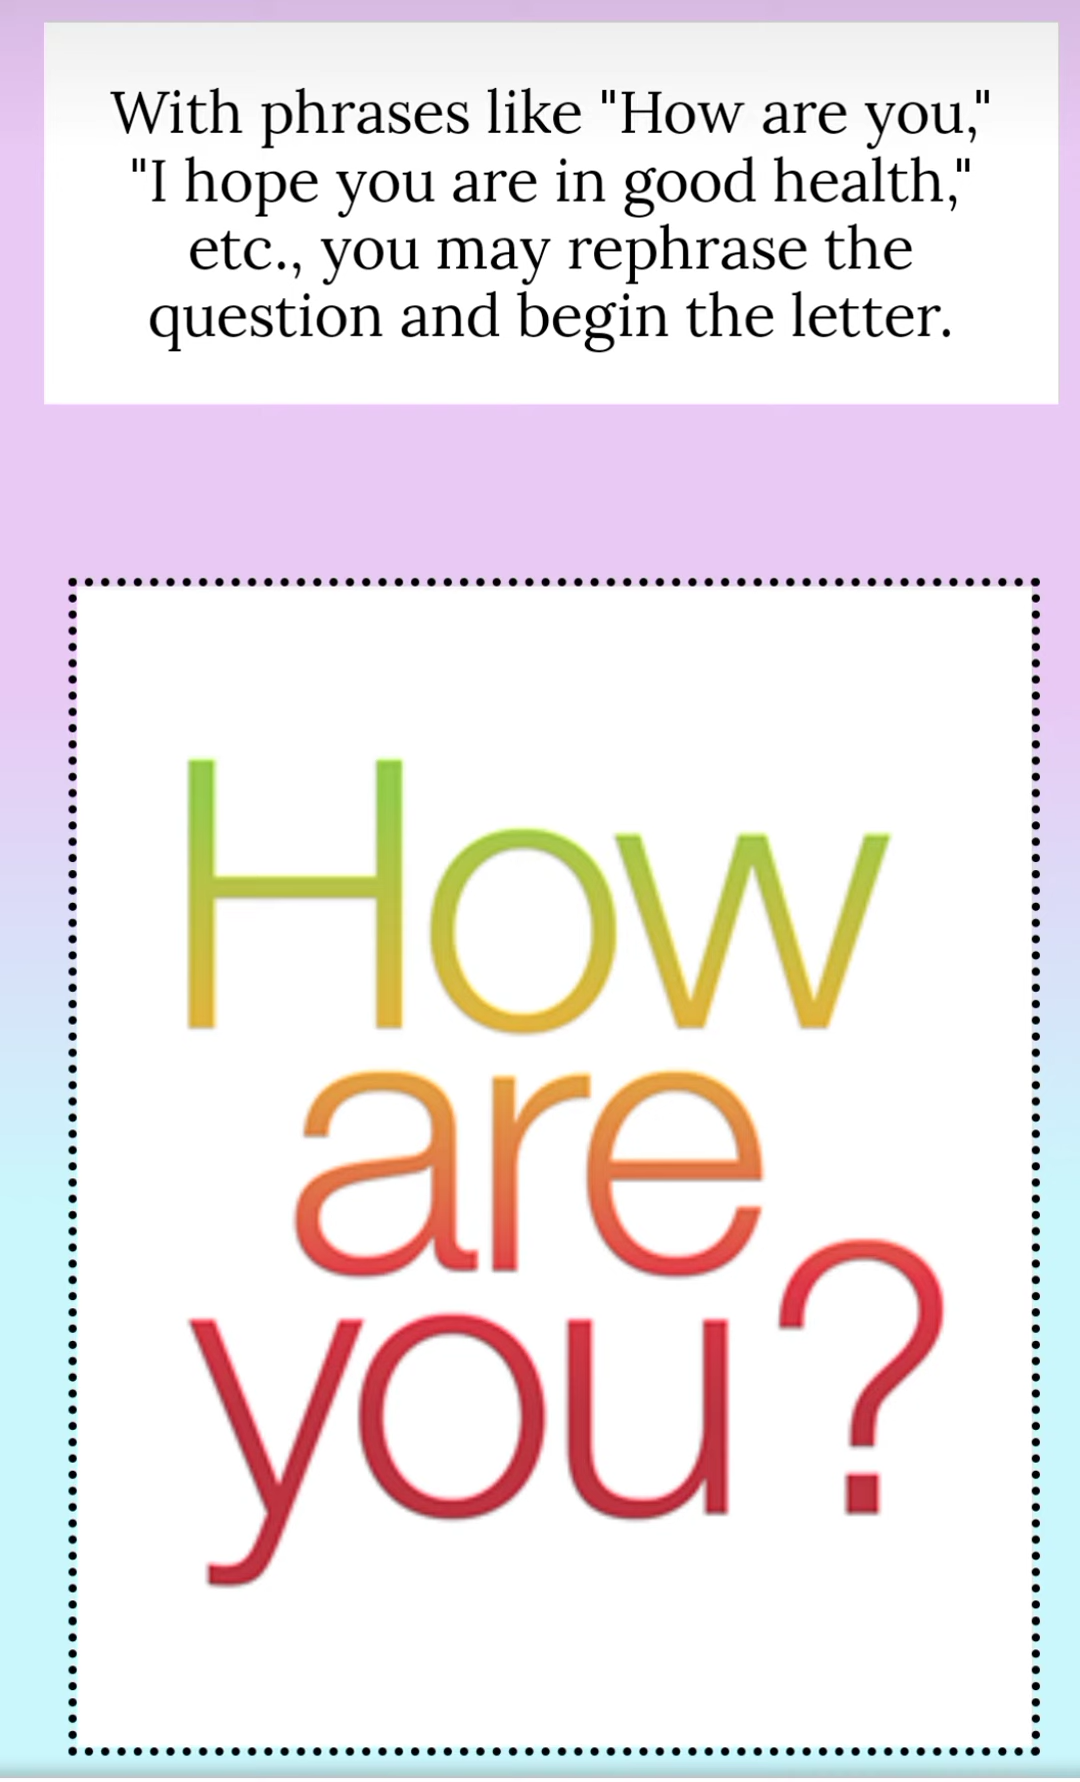 With phrases like "How are you,"
"I hope you are in good health,"
etc., you may rephrase the
question and begin the letter.
How
are
you?